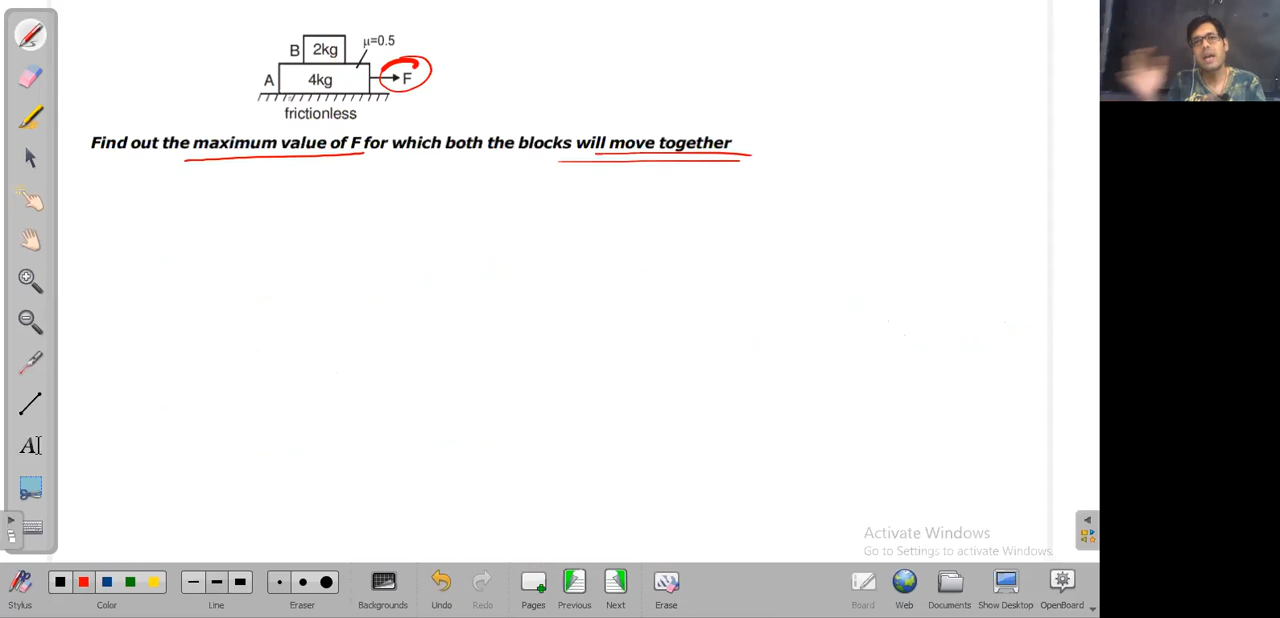 B 2kg μ=0.5
A 4kg F
frictionless
Find out the maximum value of F for which both the blocks will move together
Activate Windows
Go to Settings to activate Windows.
Stylus Color Line Eraser Backgrounds Undo Redo Pages Previous Next Erase Board Web Documents Show Desktop OpenBoard